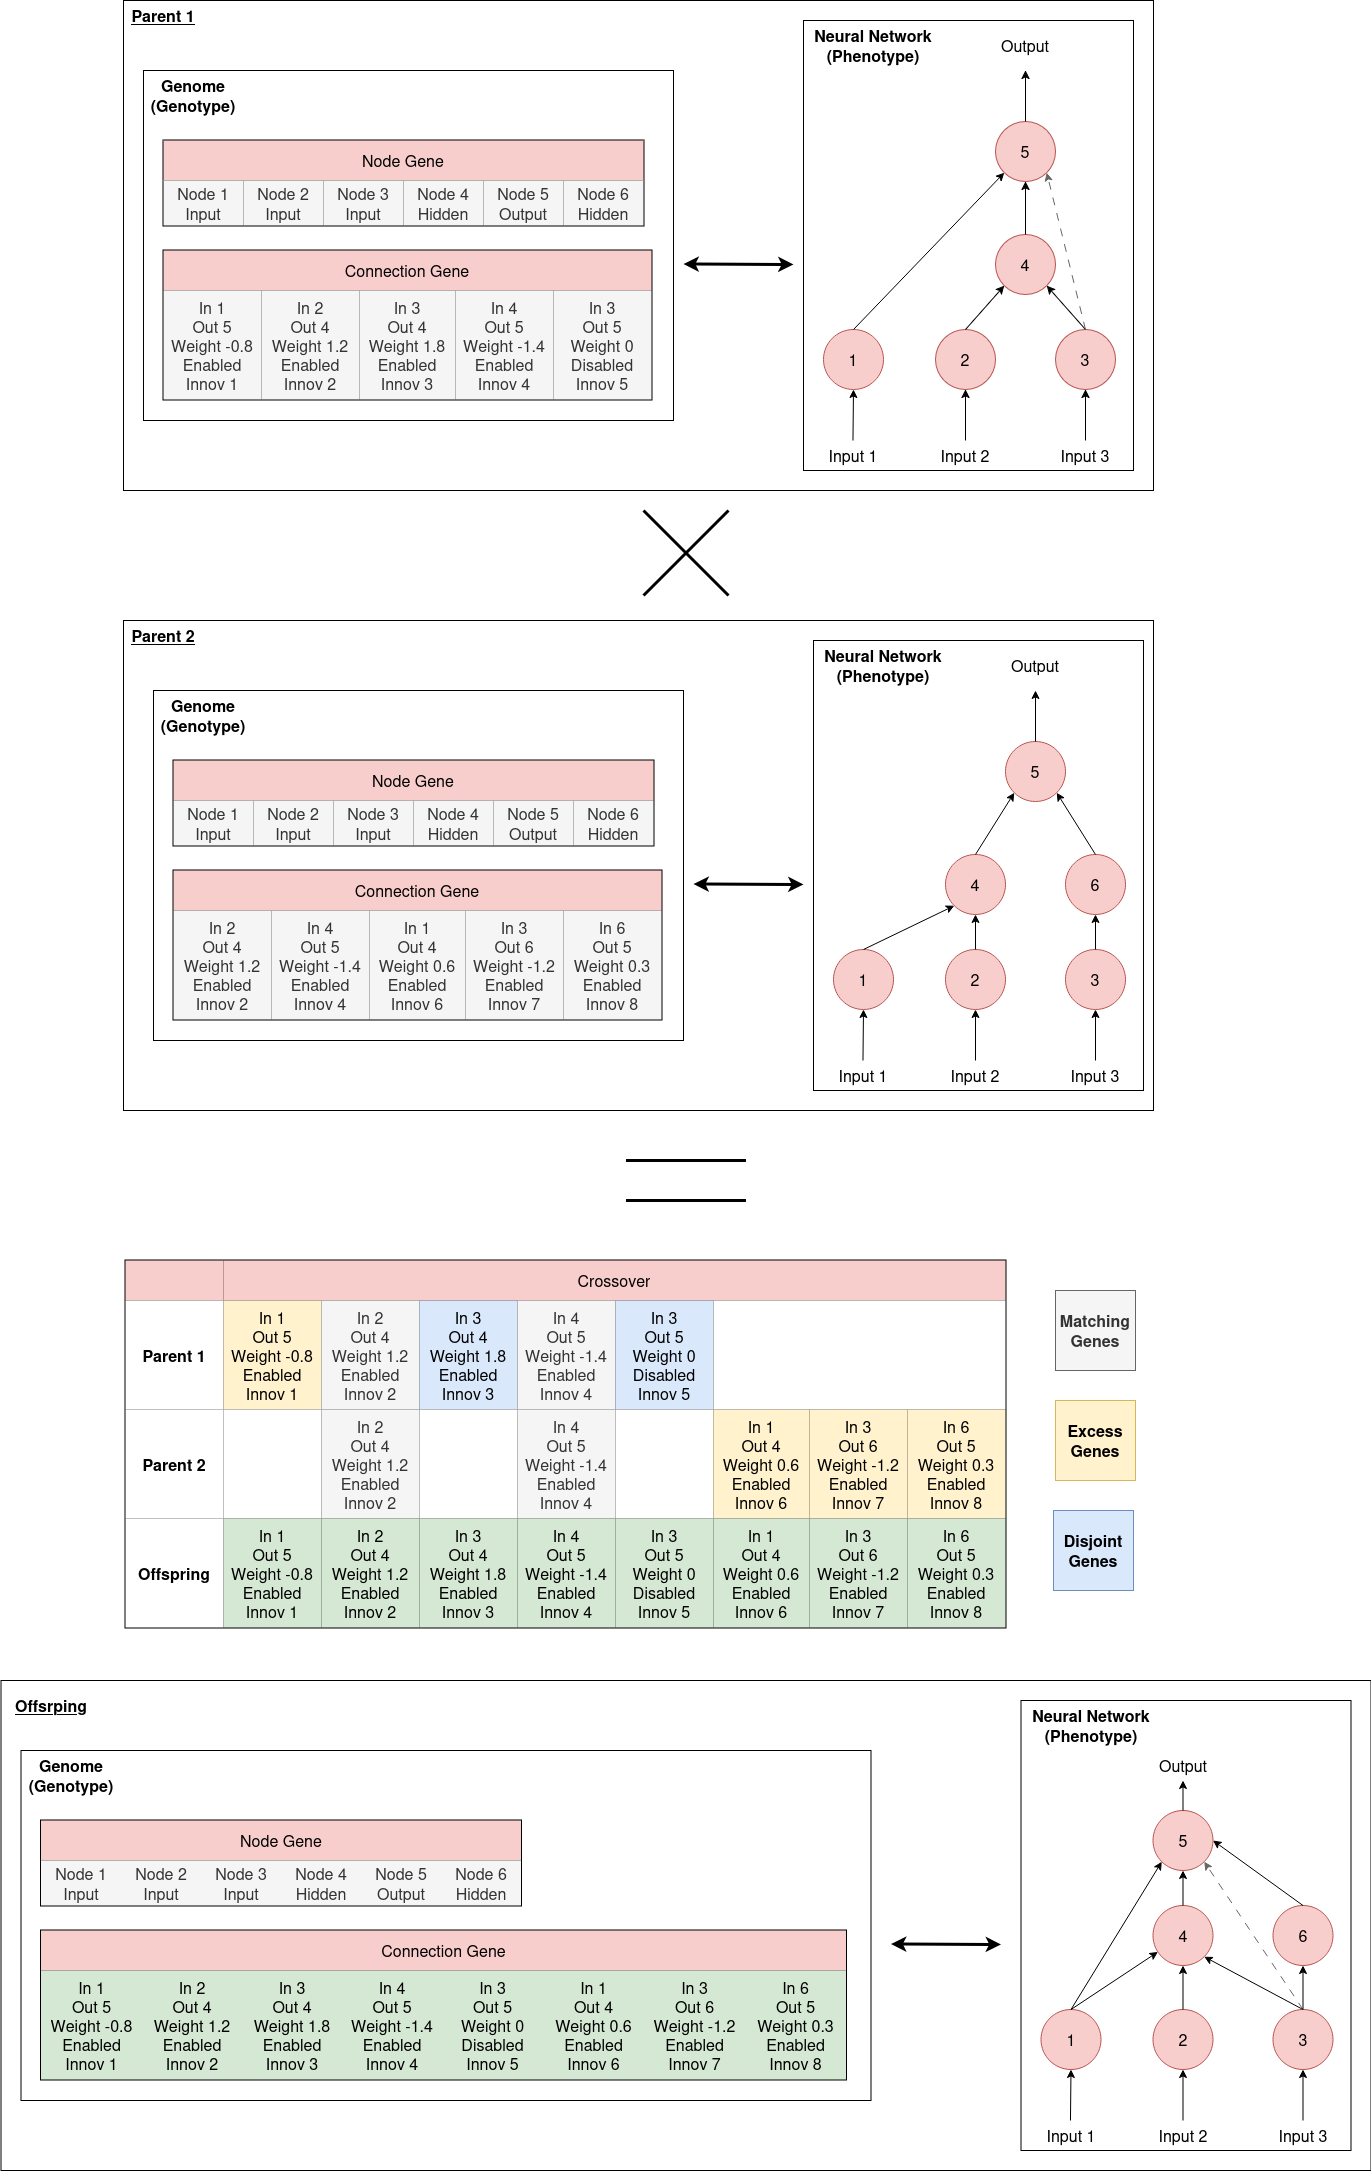 Parent 1
Genome
(Genotype)
Node Gene
Node 1 Node 2 Node 3 Node 4 Node 5 Node 6
Input Input Input Hidden Output Hidden
Connection Gene
In 1 In 2 In 3 In 4 In 3
Out 5 Out 4 Out 4 Out 5 Out 5
Weight -0.8 Weight 1.2 Weight 1.8 Weight -1.4 Weight 0
Enabled Enabled Enabled Enabled Disabled
Innov 1 Innov 2 Innov 3 Innov 4 Innov 5
Neural Network
(Phenotype)
Output
5
4
1 2 3
Input 1 Input 2 Input 3
Parent 2
Genome
(Genotype)
Node Gene
Node 1 Node 2 Node 3 Node 4 Node 5 Node 6
Input Input Input Hidden Output Hidden
Connection Gene
In 2 In 4 In 1 In 3 In 6
Out 4 Out 5 Out 4 Out 6 Out 5
Weight 1.2 Weight -1.4 Weight 0.6 Weight -1.2 Weight 0.3
Enabled Enabled Enabled Enabled Enabled
Innov 2 Innov 4 Innov 6 Innov 7 Innov 8
Neural Network
(Phenotype)
Output
5
4 6
1 2 3
Input 1 Input 2 Input 3
Crossover
Parent 1
In 1 In 2 In 3 In 4 In 3
Out 5 Out 4 Out 4 Out 5 Out 5
Weight -0.8 Weight 1.2 Weight 1.8 Weight -1.4 Weight 0
Enabled Enabled Enabled Enabled Disabled
Innov 1 Innov 2 Innov 3 Innov 4 Innov 5
Parent 2
In 2 In 4 In 1 In 3 In 6
Out 4 Out 5 Out 4 Out 6 Out 5
Weight 1.2 Weight -1.4 Weight 0.6 Weight -1.2 Weight 0.3
Enabled Enabled Enabled Enabled Enabled
Innov 2 Innov 4 Innov 6 Innov 7 Innov 8
Offspring
In 1 In 2 In 3 In 4 In 3 In 1 In 3 In 6
Out 5 Out 4 Out 4 Out 5 Out 5 Out 4 Out 6 Out 5
Weight -0.8 Weight 1.2 Weight 1.8 Weight -1.4 Weight 0 Weight 0.6 Weight -1.2 Weight 0.3
Enabled Enabled Enabled Enabled Disabled Enabled Enabled Enabled
Innov 1 Innov 2 Innov 3 Innov 4 Innov 5 Innov 6 Innov 7 Innov 8
Matching
Genes
Excess
Genes
Disjoint
Genes
Offsrping
Genome
(Genotype)
Node Gene
Node 1 Node 2 Node 3 Node 4 Node 5 Node 6
Input Input Input Hidden Output Hidden
Connection Gene
In 1 In 2 In 3 In 4 In 3 In 1 In 3 In 6
Out 5 Out 4 Out 4 Out 5 Out 5 Out 4 Out 6 Out 5
Weight -0.8 Weight 1.2 Weight 1.8 Weight -1.4 Weight 0 Weight 0.6 Weight -1.2 Weight 0.3
Enabled Enabled Enabled Enabled Disabled Enabled Enabled Enabled
Innov 1 Innov 2 Innov 3 Innov 4 Innov 5 Innov 6 Innov 7 Innov 8
Neural Network
(Phenotype)
Output
5
4 6
1 2 3
Input 1 Input 2 Input 3